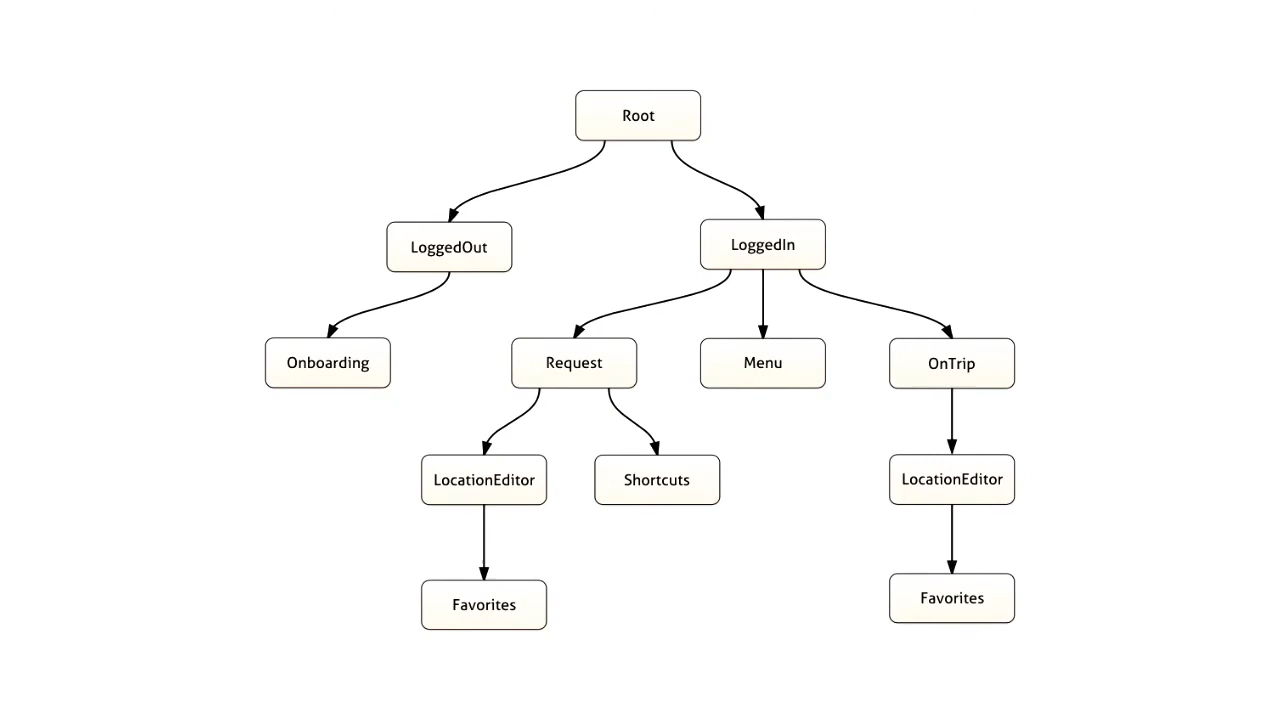 Root
LoggedOut
LoggedIn
Onboarding
Request
Menu
OnTrip
LocationEditor
Shortcuts
LocationEditor
Favorites
Favorites